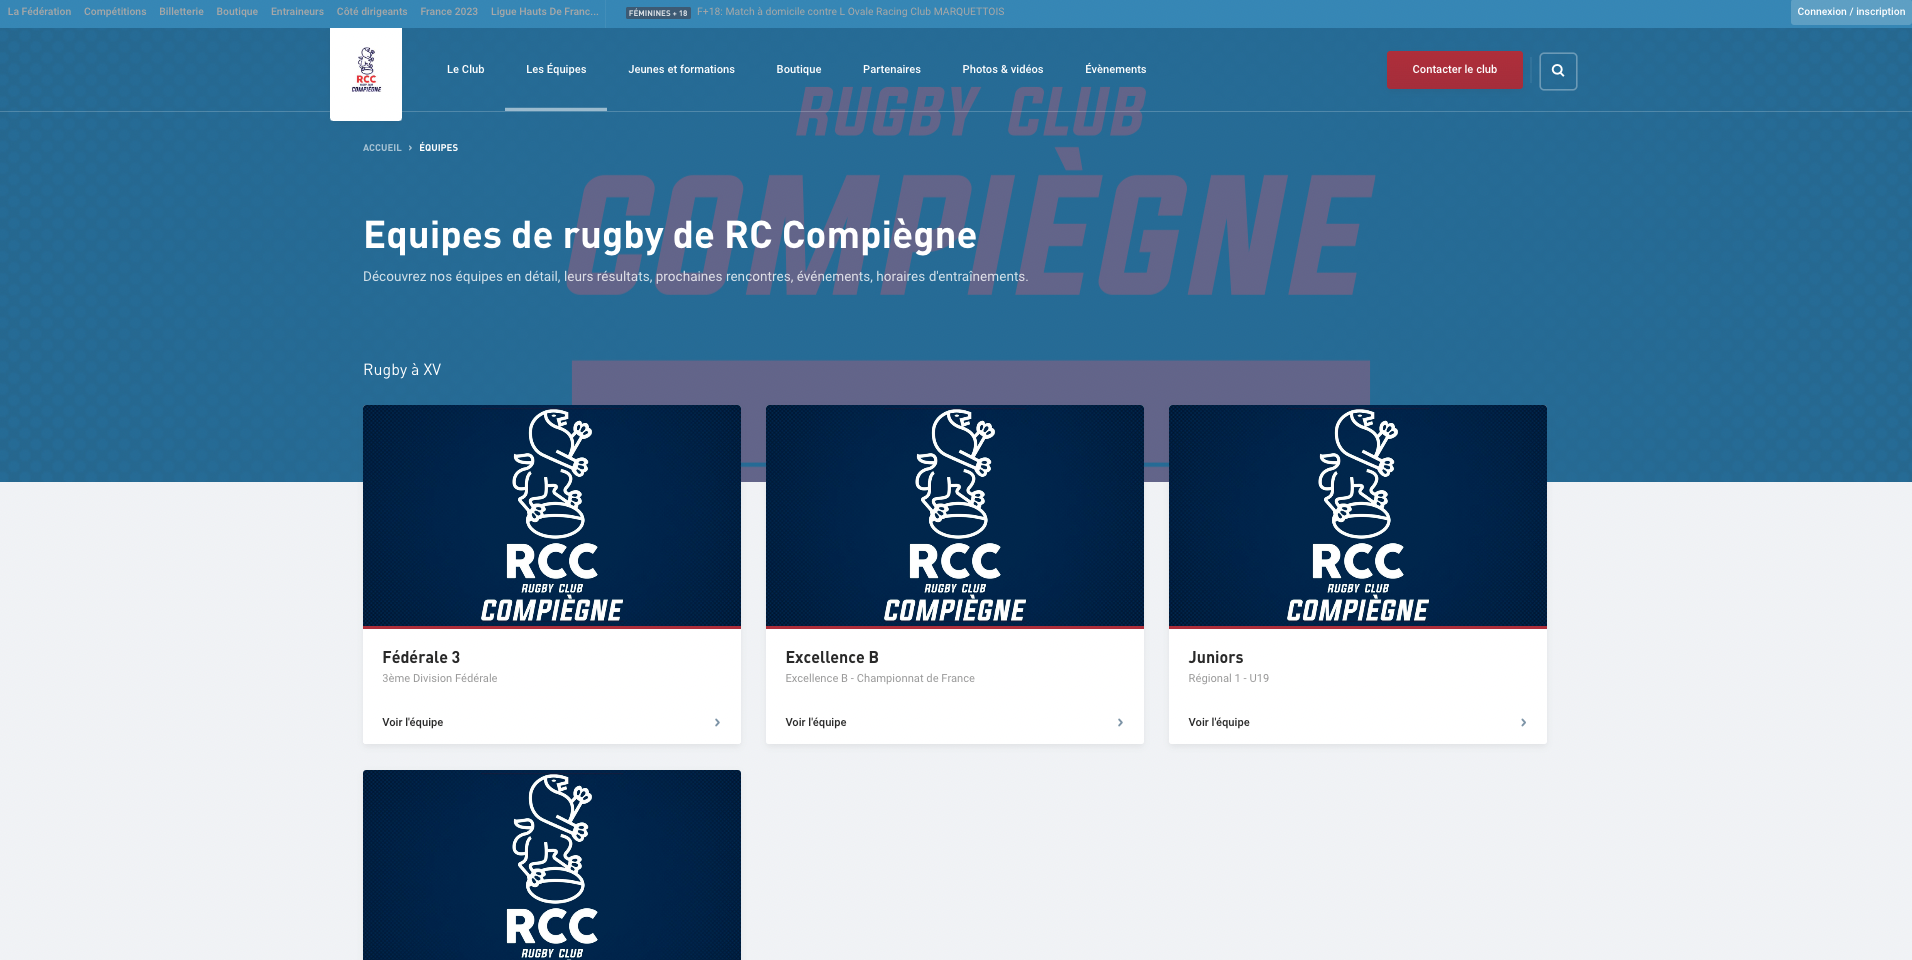 La Fédération Compétitions Billetterie Boutique Entraineurs Côté dirigeants France 2023 Ligue Hauts De Franc... FÉMININES + 18 F+18: Match à domicile contre L Ovale Racing Club MARQUETTOIS Connexion / inscription
RCC
COMPIÈGNE
Le Club Les Équipes Jeunes et formations Boutique Partenaires Photos & vidéos Évènements Contacter le club
RUGBY CLUB
COMPIÈGNE
ACCUEIL › ÉQUIPES
Equipes de rugby de RC Compiègne
Découvrez nos équipes en détail, leurs résultats, prochaines rencontres, événements, horaires d'entraînements.
Rugby à XV
RCC
RUGBY CLUB
COMPIÈGNE
Fédérale 3
3ème Division Fédérale
Voir l'équipe
RCC
RUGBY CLUB
COMPIÈGNE
Excellence B
Excellence B - Championnat de France
Voir l'équipe
RCC
RUGBY CLUB
COMPIÈGNE
Juniors
Régional 1 - U19
Voir l'équipe
RCC
RUGBY CLUB